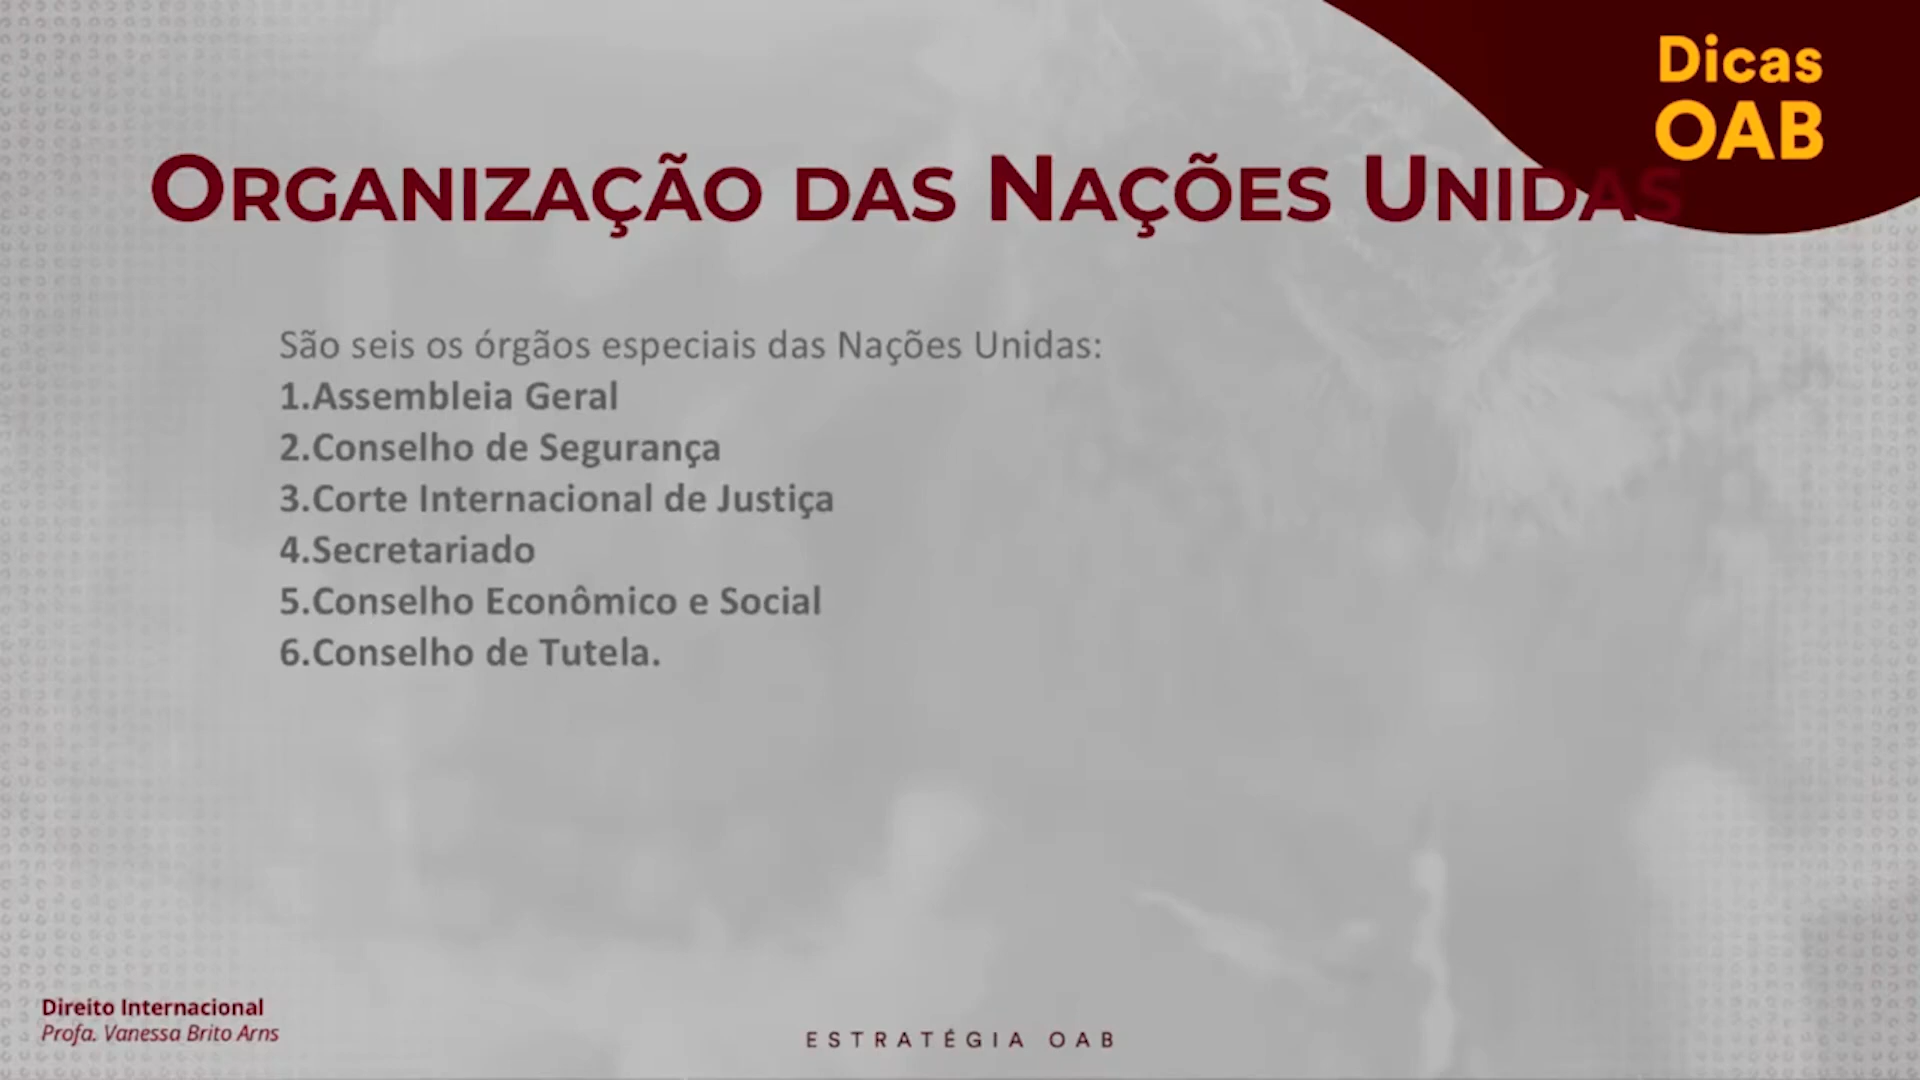 Dicas
OAB
ORGANIZAÇÃO DAS NAÇÕES UNIDAS
São seis os órgãos especiais das Nações Unidas:
1.Assembleia Geral
2.Conselho de Segurança
3.Corte Internacional de Justiça
4.Secretariado
5.Conselho Econômico e Social
6.Conselho de Tutela.
Direito Internacional
Profa. Vanessa Brito Arns
ESTRATÉGIA OAB